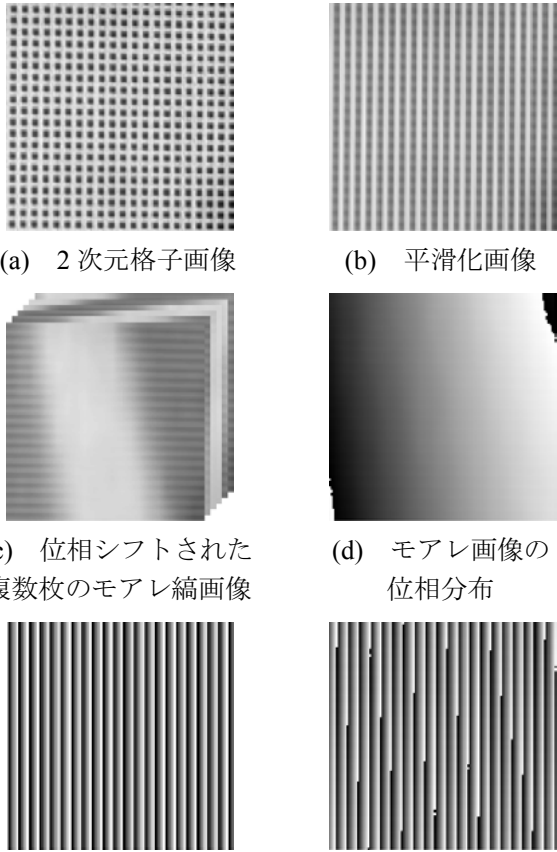 (a) 2 次元格子画像
(b) 平滑化画像
位相シフトされた
複数枚のモアレ縞画像
(d) モアレ画像の
位相分布